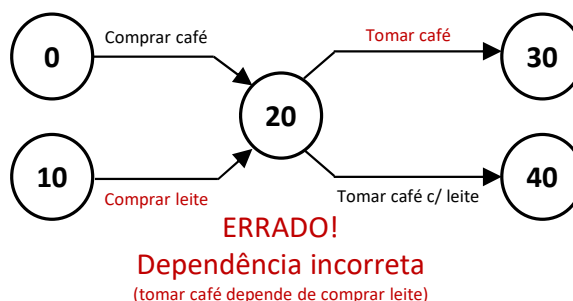 Comprar café
Tomar café
0
30
20
10
40
Comprar leite
Tomar café c/ leite
ERRADO!
Dependência incorreta
(tomar café depende de comprar leite)